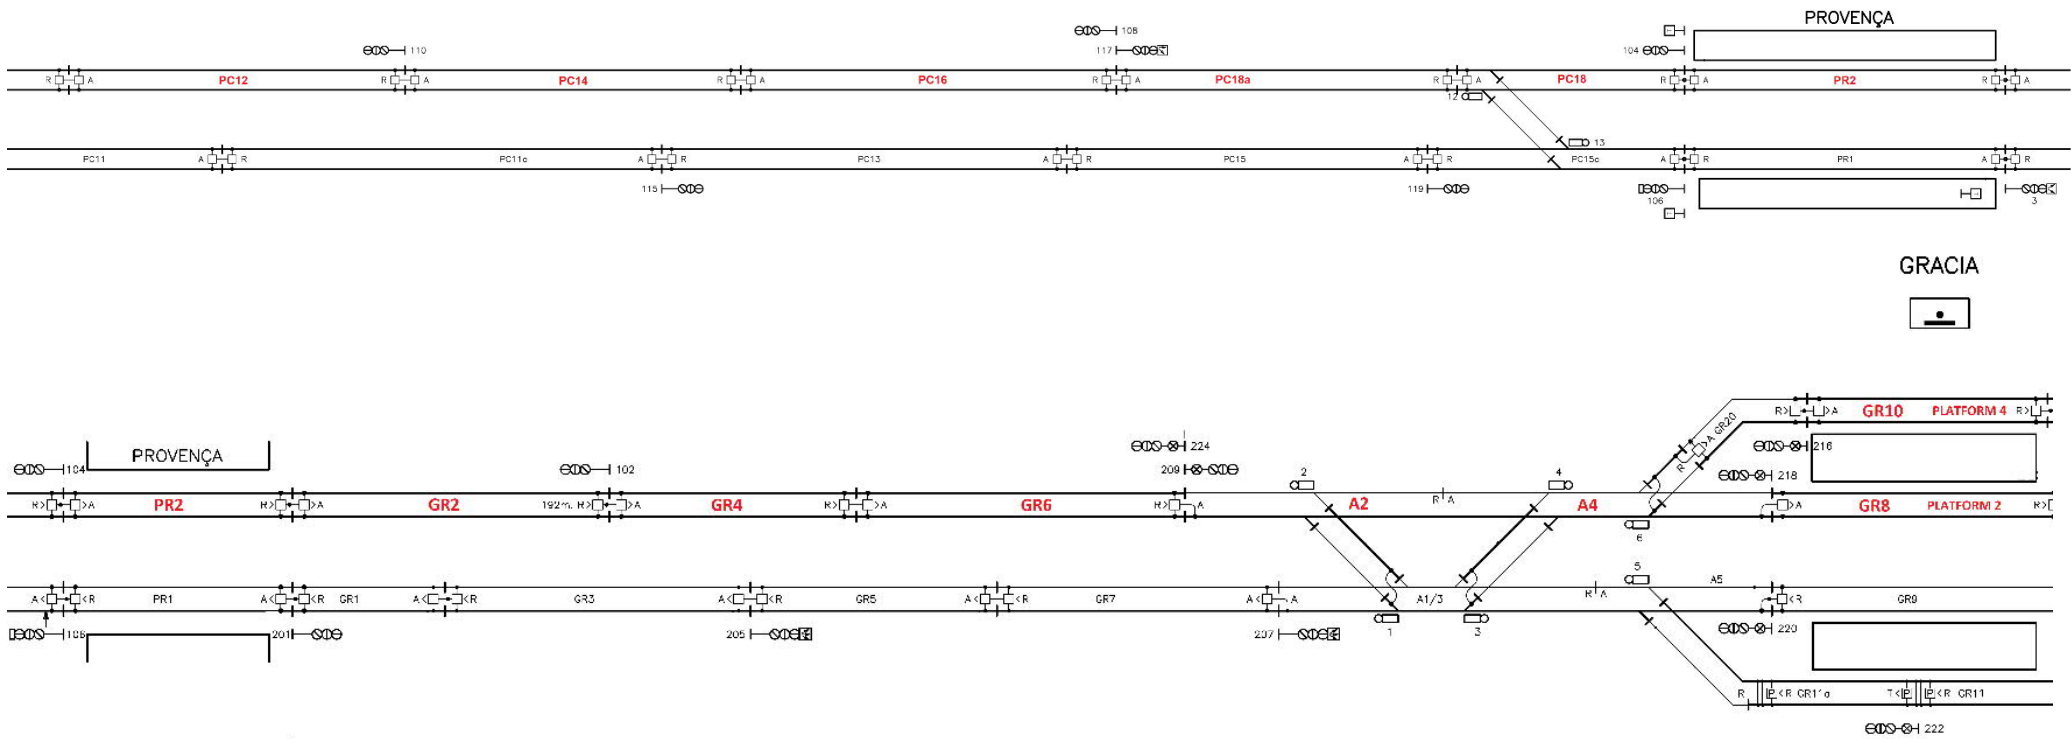 PROVENÇA
110
108
117
104
R A PC12 R A PC14 R A PC16 R A PC18a R A PC18 R A PR2 R A
12
13
PC11 A R PC11c A R PC13 A R PC15 A R PC15c A R PR1 A R
115
119
106
3
GRACIA
R> >A GR10 PLATFORM 4 R>
A GR20
R
PROVENÇA
104
102
224
209
2
4
216
218
R> >A PR2 R> >A GR2 192m. R> >A GR4 R> >A GR6 R> A A2 R A A4 >A GR8 PLATFORM 2 R>
6
5
A5
A< <R PR1 A< <R GR1 A< <R GR3 A< <R GR5 A< <R GR7 A< A A1/3 R A <R GR9
106
201
205
207
1
3
220
R P <R GR11a T< P P <R GR11
222